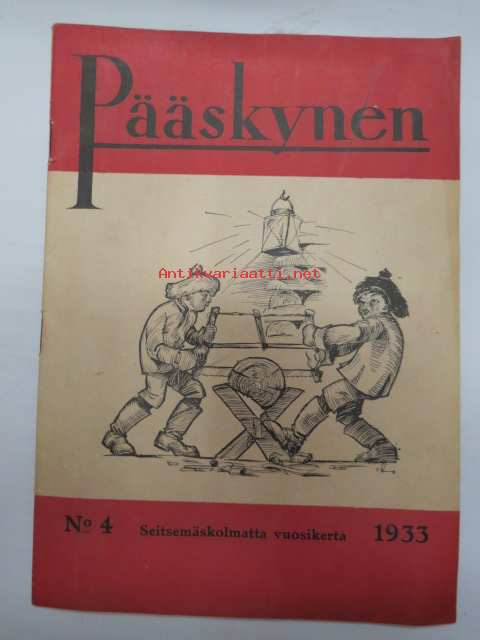 Pääskynen
Antikvariaatti.net
Nº 4 Seitsemäskolmatta vuosikerta 1933